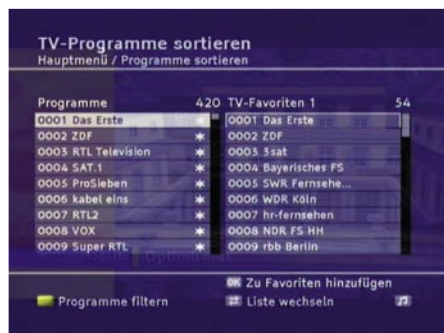 TV-Programme sortieren
Hauptmenü / Programme sortieren
Programme 420 TV-Favoriten 1 54
0001 Das Erste * 0001 Das Erste
0002 ZDF * 0002 ZDF
0003 RTL Television * 0003 3sat
0004 SAT.1 * 0004 Bayerisches FS
0005 ProSieben * 0005 SWR Fernsehe...
0006 kabel eins * 0006 WDR Köln
0007 RTL2 * 0007 hr-fernsehen
0008 VOX * 0008 NDR FS HH
0009 Super RTL * 0009 rbb Berlin
OK Zu Favoriten hinzufügen
Programme filtern Liste wechseln